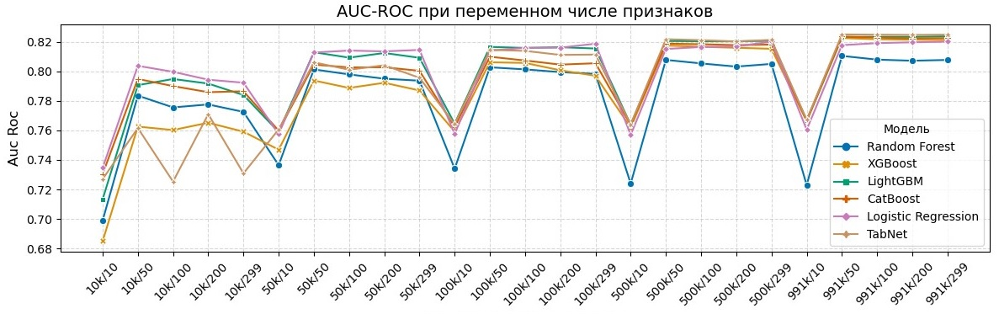 AUC-ROC при переменном числе признаков
Auc Roc
0.82
0.80
0.78
0.76
0.74
0.72
0.70
0.68
10k/10
10k/50
10k/100
10k/200
10k/299
50k/10
50k/50
50k/100
50k/200
50k/299
100k/10
100k/50
100k/100
100k/200
100k/299
500k/10
500k/50
500k/100
500k/200
500k/299
991k/10
991k/50
991k/100
991k/200
991k/299
Модель
Random Forest
XGBoost
LightGBM
CatBoost
Logistic Regression
TabNet